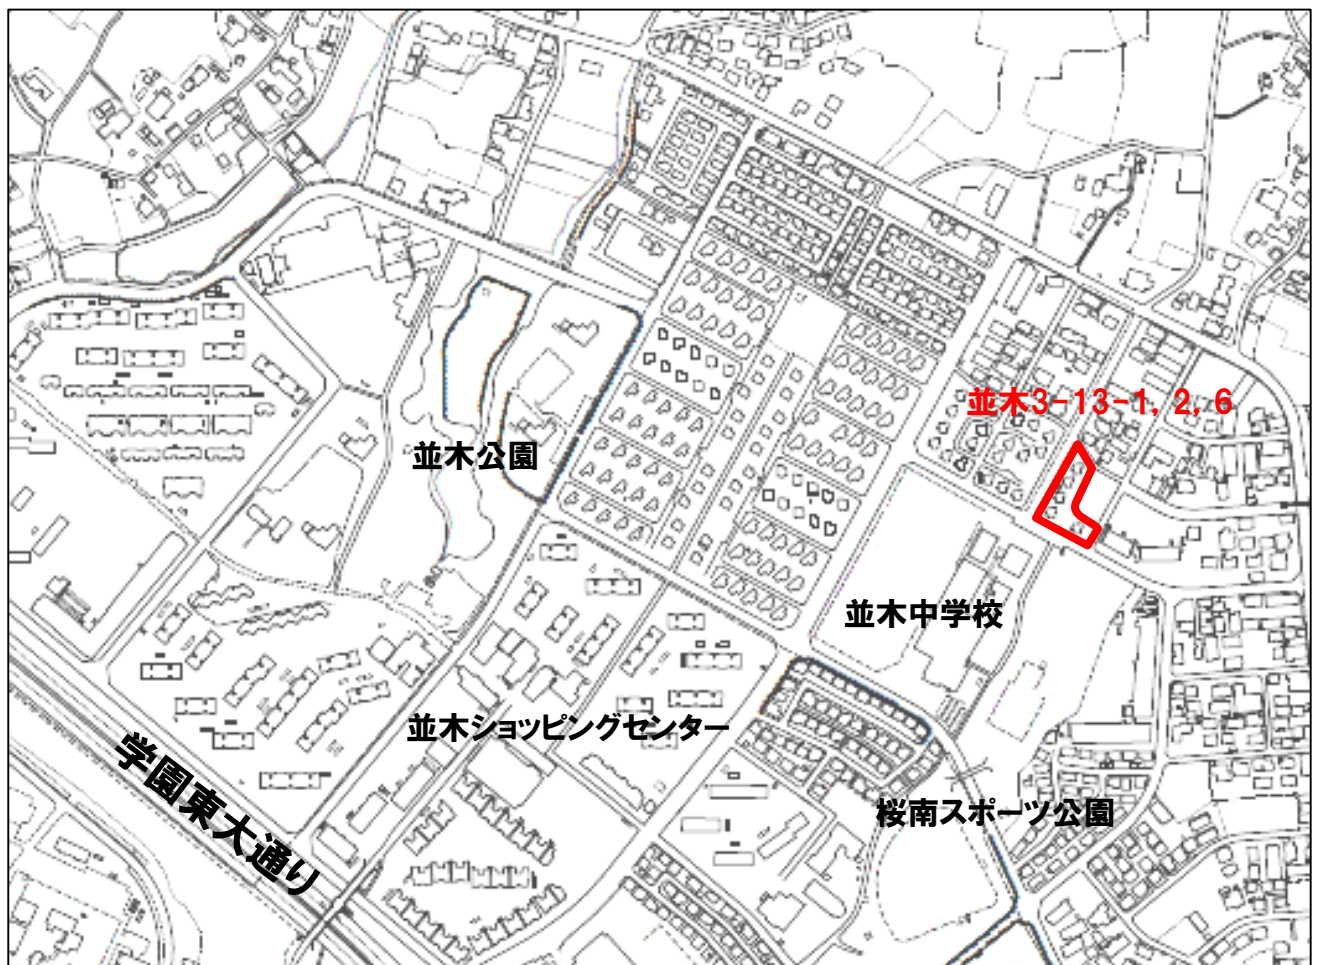 並木3-13-1, 2, 6
並木公園
並木中学校
並木ショッピングセンター
学園東大通り
桜南スポーツ公園